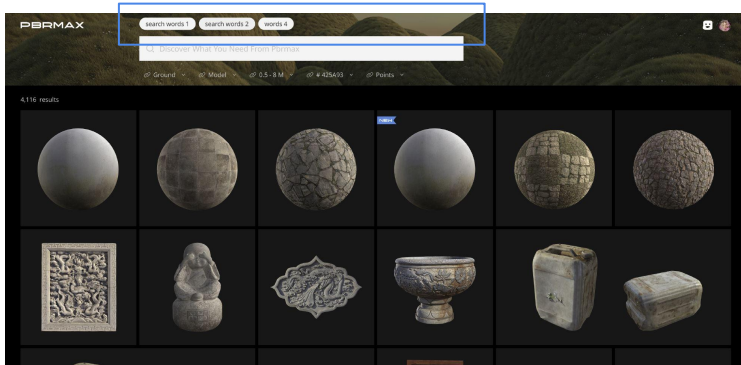 PBRMAX
search words 1 search words 2 words 4
Discover What You Need From Pbrmax
Ground Model 0.5 - 8 M # 425A93 Points
4,116 results
NEW